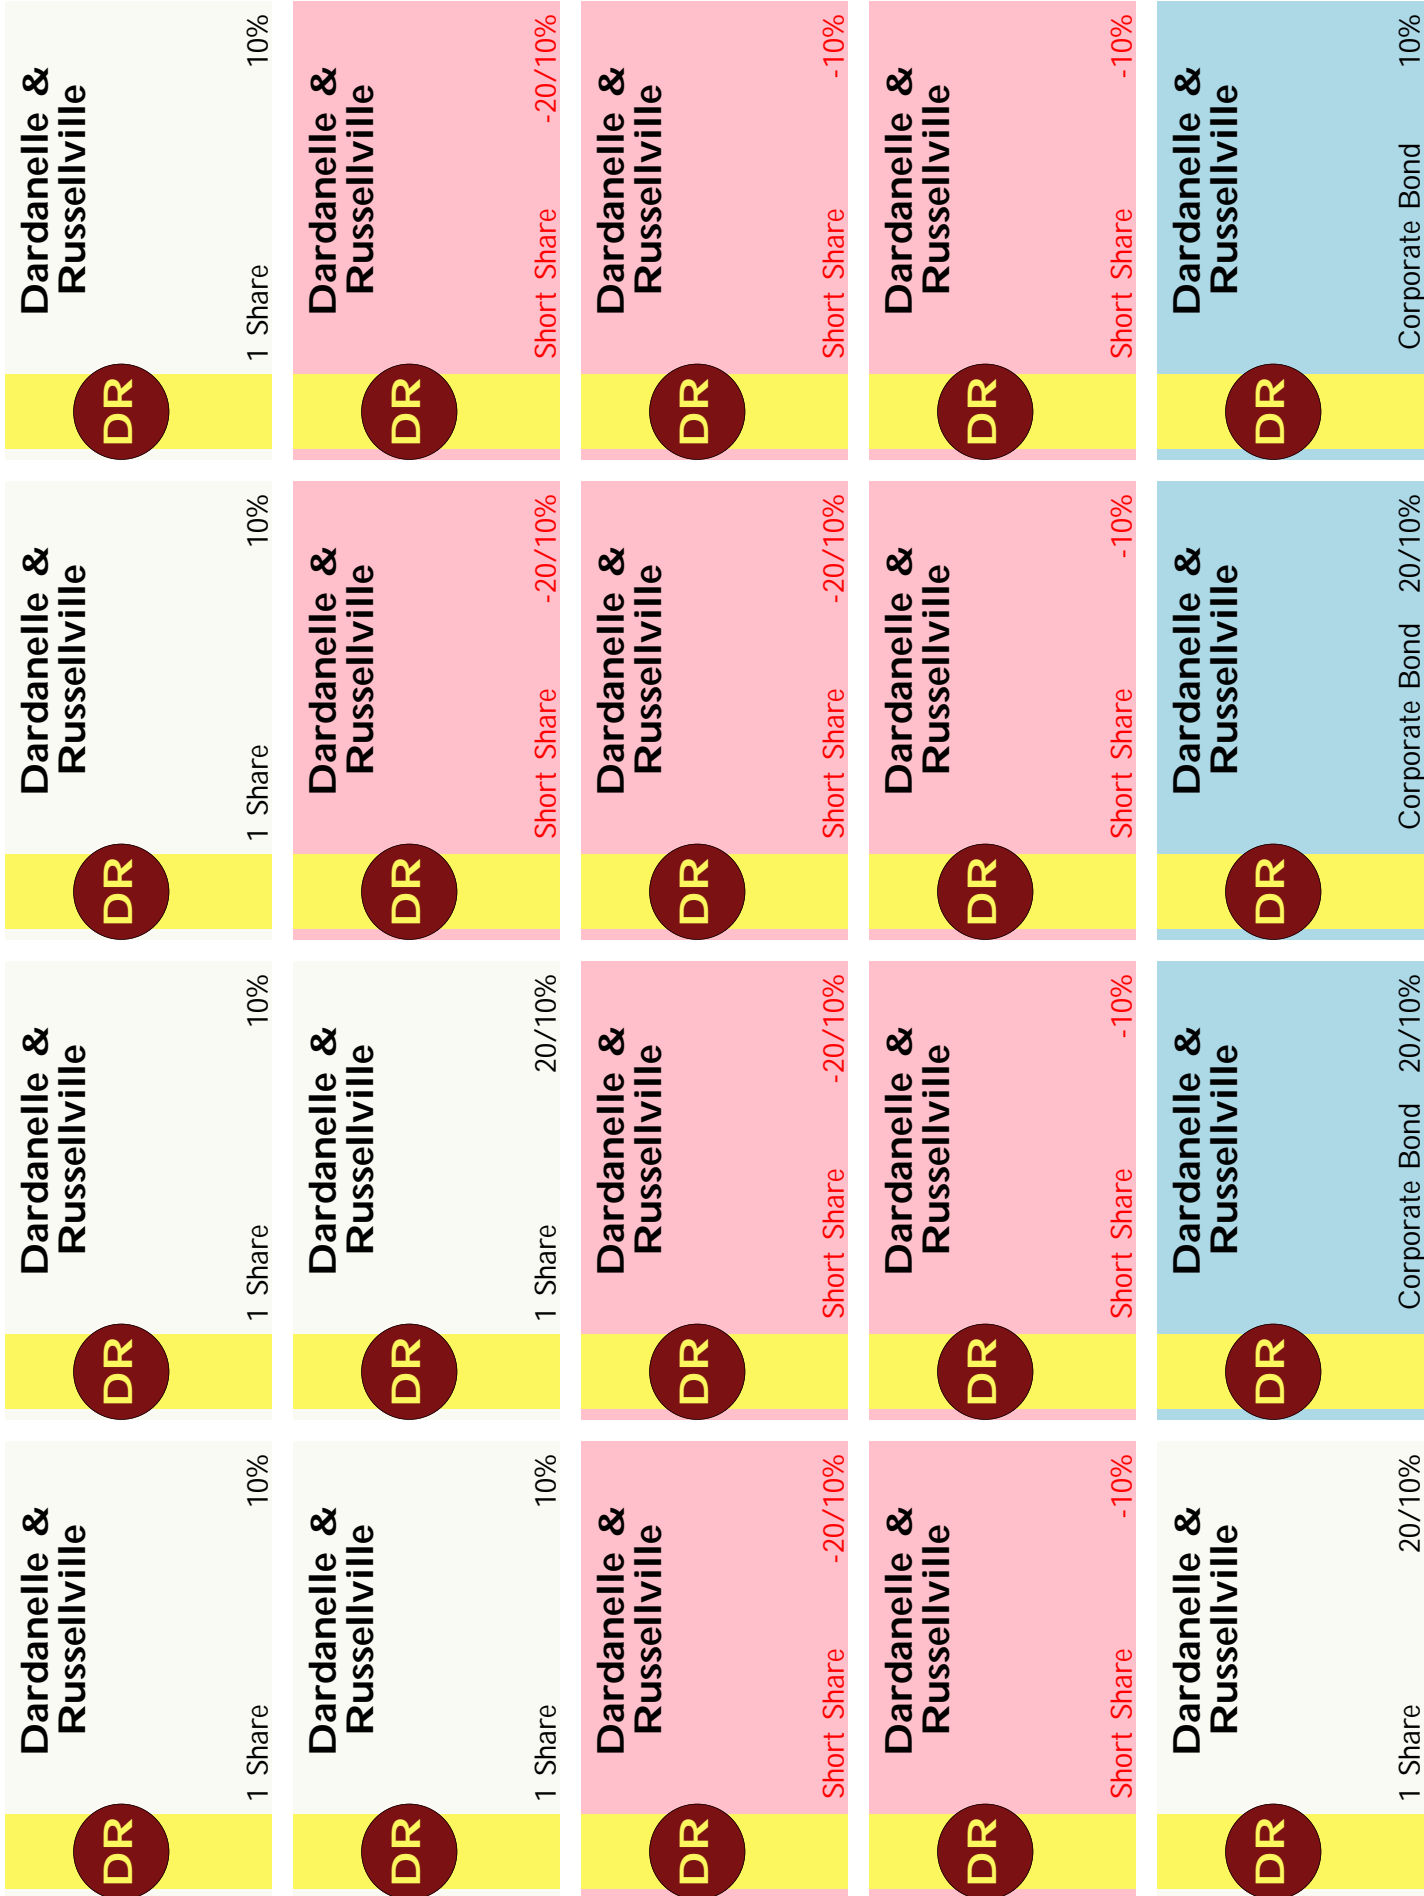 Dardanelle &
Russellville
DR
1 Share 10%
Dardanelle &
Russellville
DR
1 Share 10%
Dardanelle &
Russellville
DR
1 Share 10%
Dardanelle &
Russellville
DR
1 Share 10%
Dardanelle &
Russellville
DR
1 Share 10%
Dardanelle &
Russellville
DR
1 Share 20/10%
Dardanelle &
Russellville
DR
Short Share -20/10%
Dardanelle &
Russellville
DR
Short Share -20/10%
Dardanelle &
Russellville
DR
Short Share -20/10%
Dardanelle &
Russellville
DR
Short Share -20/10%
Dardanelle &
Russellville
DR
Short Share -20/10%
Dardanelle &
Russellville
DR
Short Share -10%
Dardanelle &
Russellville
DR
Short Share -10%
Dardanelle &
Russellville
DR
Short Share -10%
Dardanelle &
Russellville
DR
Short Share -10%
Dardanelle &
Russellville
DR
Short Share -10%
Dardanelle &
Russellville
DR
1 Share 20/10%
Dardanelle &
Russellville
DR
Corporate Bond 20/10%
Dardanelle &
Russellville
DR
Corporate Bond 20/10%
Dardanelle &
Russellville
DR
Corporate Bond 10%